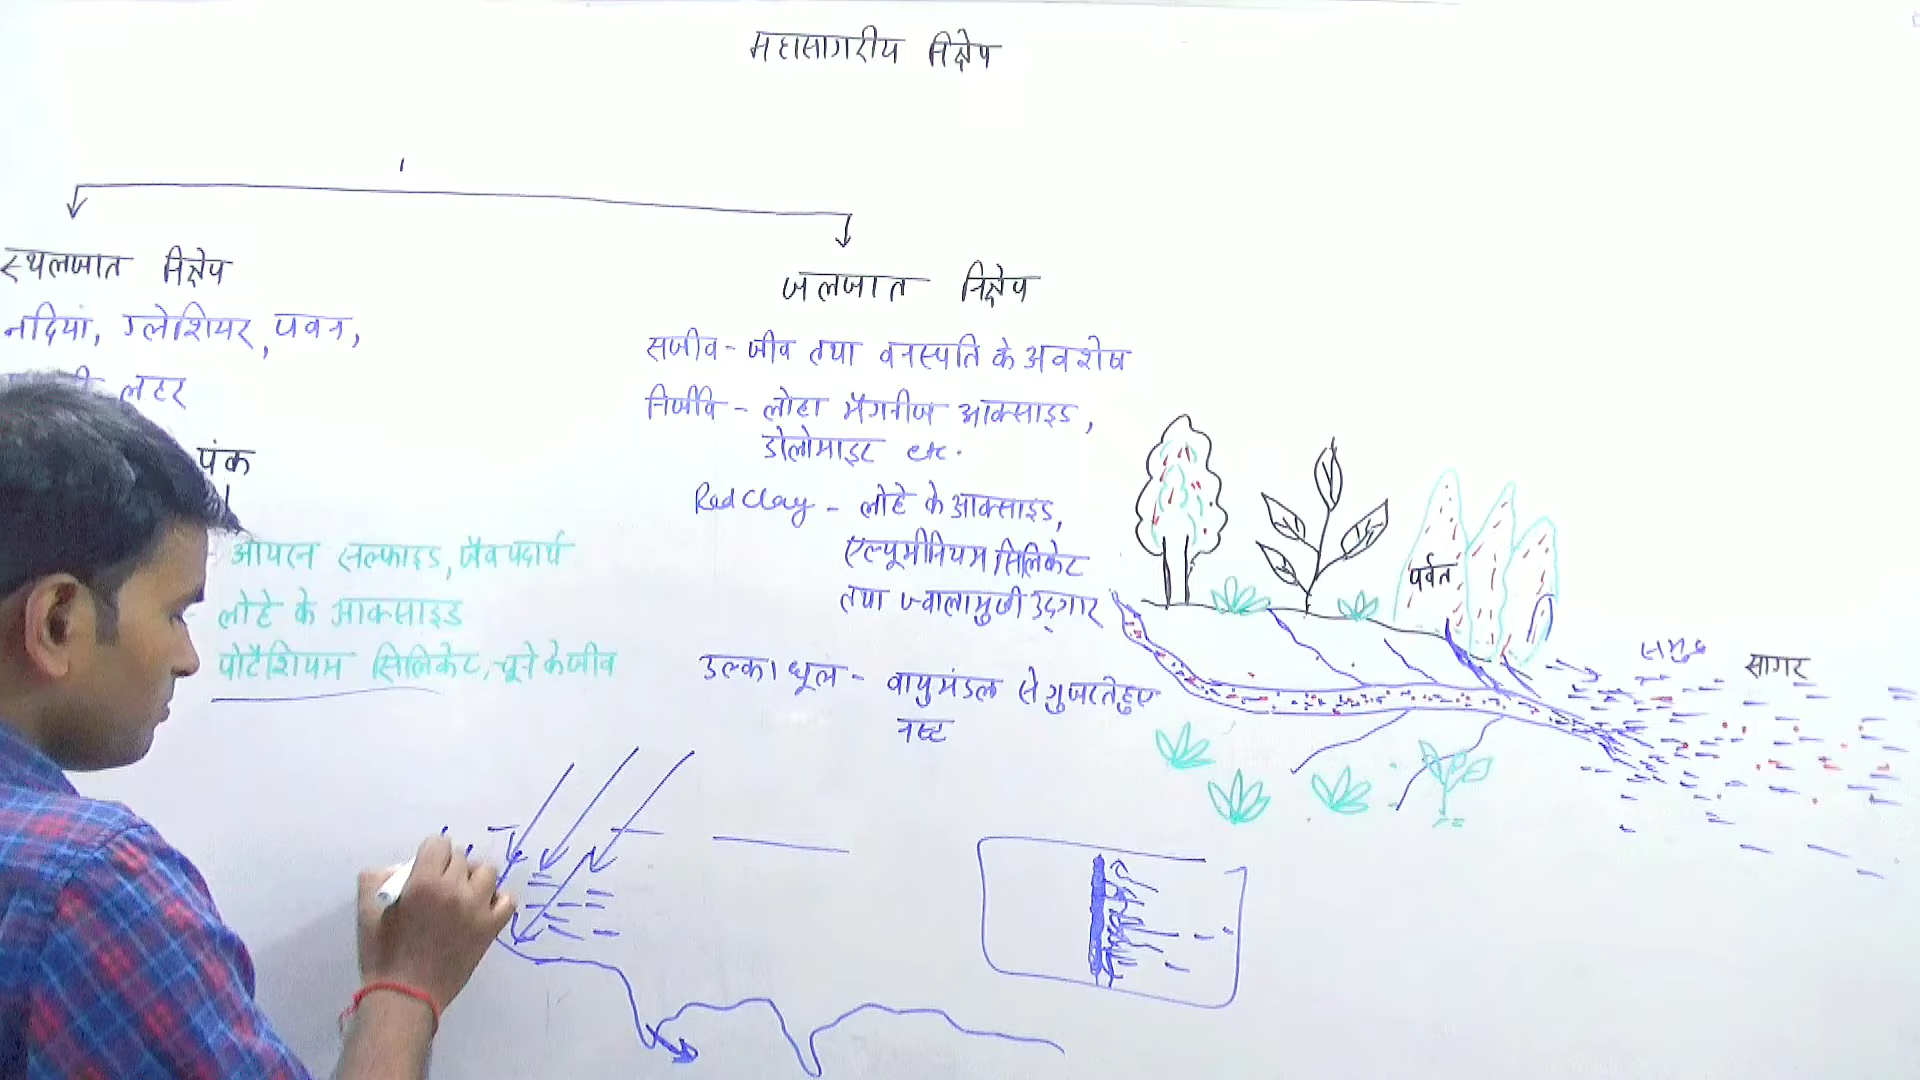 महासागरीय निक्षेप
स्थलजात निक्षेप
नदियां, ग्लेशियर, पवन,
लहर
पंक
आयरन सल्फाइड, जैव पदार्थ
लोहे के आक्साइड
पोटैशियम सिलिकेट, चूने के जीव
जलजात निक्षेप
सजीव - जीव तथा वनस्पति के अवशेष
निर्जीव - लोहा मैगनीज आक्साइड,
डोलोमाइट etc.
Red Clay - लोहे के आक्साइड,
एल्यूमीनियम सिलिकेट
तथा ज्वालामुखी उद्गार
उल्का धूल - वायुमंडल से गुजरते हुए
नष्ट
पर्वत
समुद्र
सागर